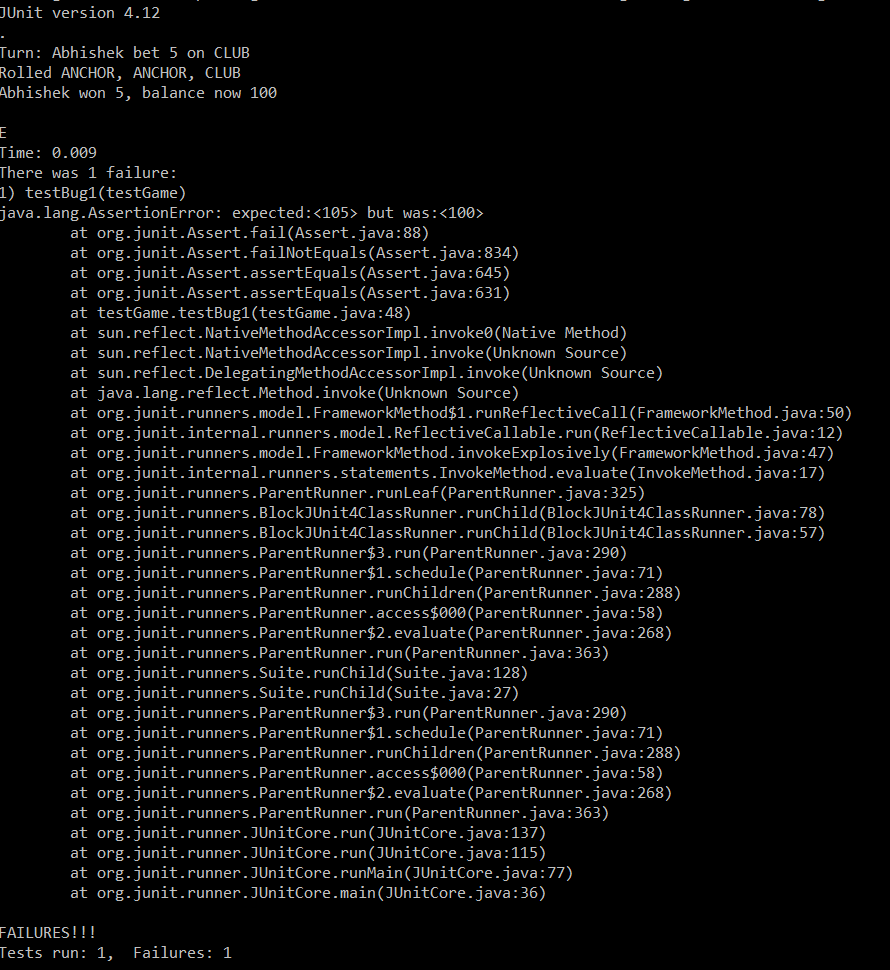 JUnit version 4.12
.
Turn: Abhishek bet 5 on CLUB
Rolled ANCHOR, ANCHOR, CLUB
Abhishek won 5, balance now 100
E
Time: 0.009
There was 1 failure:
1) testBug1(testGame)
java.lang.AssertionError: expected:<105> but was:<100>
at org.junit.Assert.fail(Assert.java:88)
at org.junit.Assert.failNotEquals(Assert.java:834)
at org.junit.Assert.assertEquals(Assert.java:645)
at org.junit.Assert.assertEquals(Assert.java:631)
at testGame.testBug1(testGame.java:48)
at sun.reflect.NativeMethodAccessorImpl.invoke0(Native Method)
at sun.reflect.NativeMethodAccessorImpl.invoke(Unknown Source)
at sun.reflect.DelegatingMethodAccessorImpl.invoke(Unknown Source)
at java.lang.reflect.Method.invoke(Unknown Source)
at org.junit.runners.model.FrameworkMethod$1.runReflectiveCall(FrameworkMethod.java:50)
at org.junit.internal.runners.model.ReflectiveCallable.run(ReflectiveCallable.java:12)
at org.junit.runners.model.FrameworkMethod.invokeExplosively(FrameworkMethod.java:47)
at org.junit.internal.runners.statements.InvokeMethod.evaluate(InvokeMethod.java:17)
at org.junit.runners.ParentRunner.runLeaf(ParentRunner.java:325)
at org.junit.runners.BlockJUnit4ClassRunner.runChild(BlockJUnit4ClassRunner.java:78)
at org.junit.runners.BlockJUnit4ClassRunner.runChild(BlockJUnit4ClassRunner.java:57)
at org.junit.runners.ParentRunner$3.run(ParentRunner.java:290)
at org.junit.runners.ParentRunner$1.schedule(ParentRunner.java:71)
at org.junit.runners.ParentRunner.runChildren(ParentRunner.java:288)
at org.junit.runners.ParentRunner.access$000(ParentRunner.java:58)
at org.junit.runners.ParentRunner$2.evaluate(ParentRunner.java:268)
at org.junit.runners.ParentRunner.run(ParentRunner.java:363)
at org.junit.runners.Suite.runChild(Suite.java:128)
at org.junit.runners.Suite.runChild(Suite.java:27)
at org.junit.runners.ParentRunner$3.run(ParentRunner.java:290)
at org.junit.runners.ParentRunner$1.schedule(ParentRunner.java:71)
at org.junit.runners.ParentRunner.runChildren(ParentRunner.java:288)
at org.junit.runners.ParentRunner.access$000(ParentRunner.java:58)
at org.junit.runners.ParentRunner$2.evaluate(ParentRunner.java:268)
at org.junit.runners.ParentRunner.run(ParentRunner.java:363)
at org.junit.runner.JUnitCore.run(JUnitCore.java:137)
at org.junit.runner.JUnitCore.run(JUnitCore.java:115)
at org.junit.runner.JUnitCore.runMain(JUnitCore.java:77)
at org.junit.runner.JUnitCore.main(JUnitCore.java:36)
FAILURES!!!
Tests run: 1,  Failures: 1